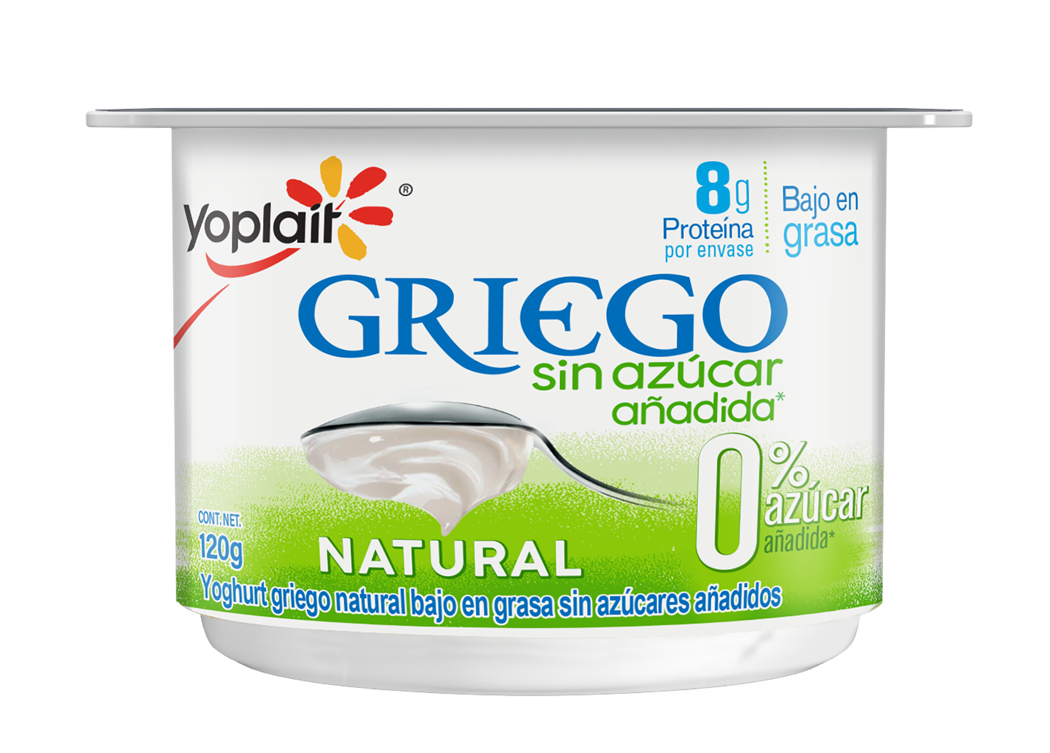 Yoplait®
8g
Proteína
por envase
Bajo en
grasa
GRIEGO
sin azúcar
añadida*
0%
azúcar
añadida*
CONT. NET.
120g
NATURAL
Yoghurt griego natural bajo en grasa sin azúcares añadidos